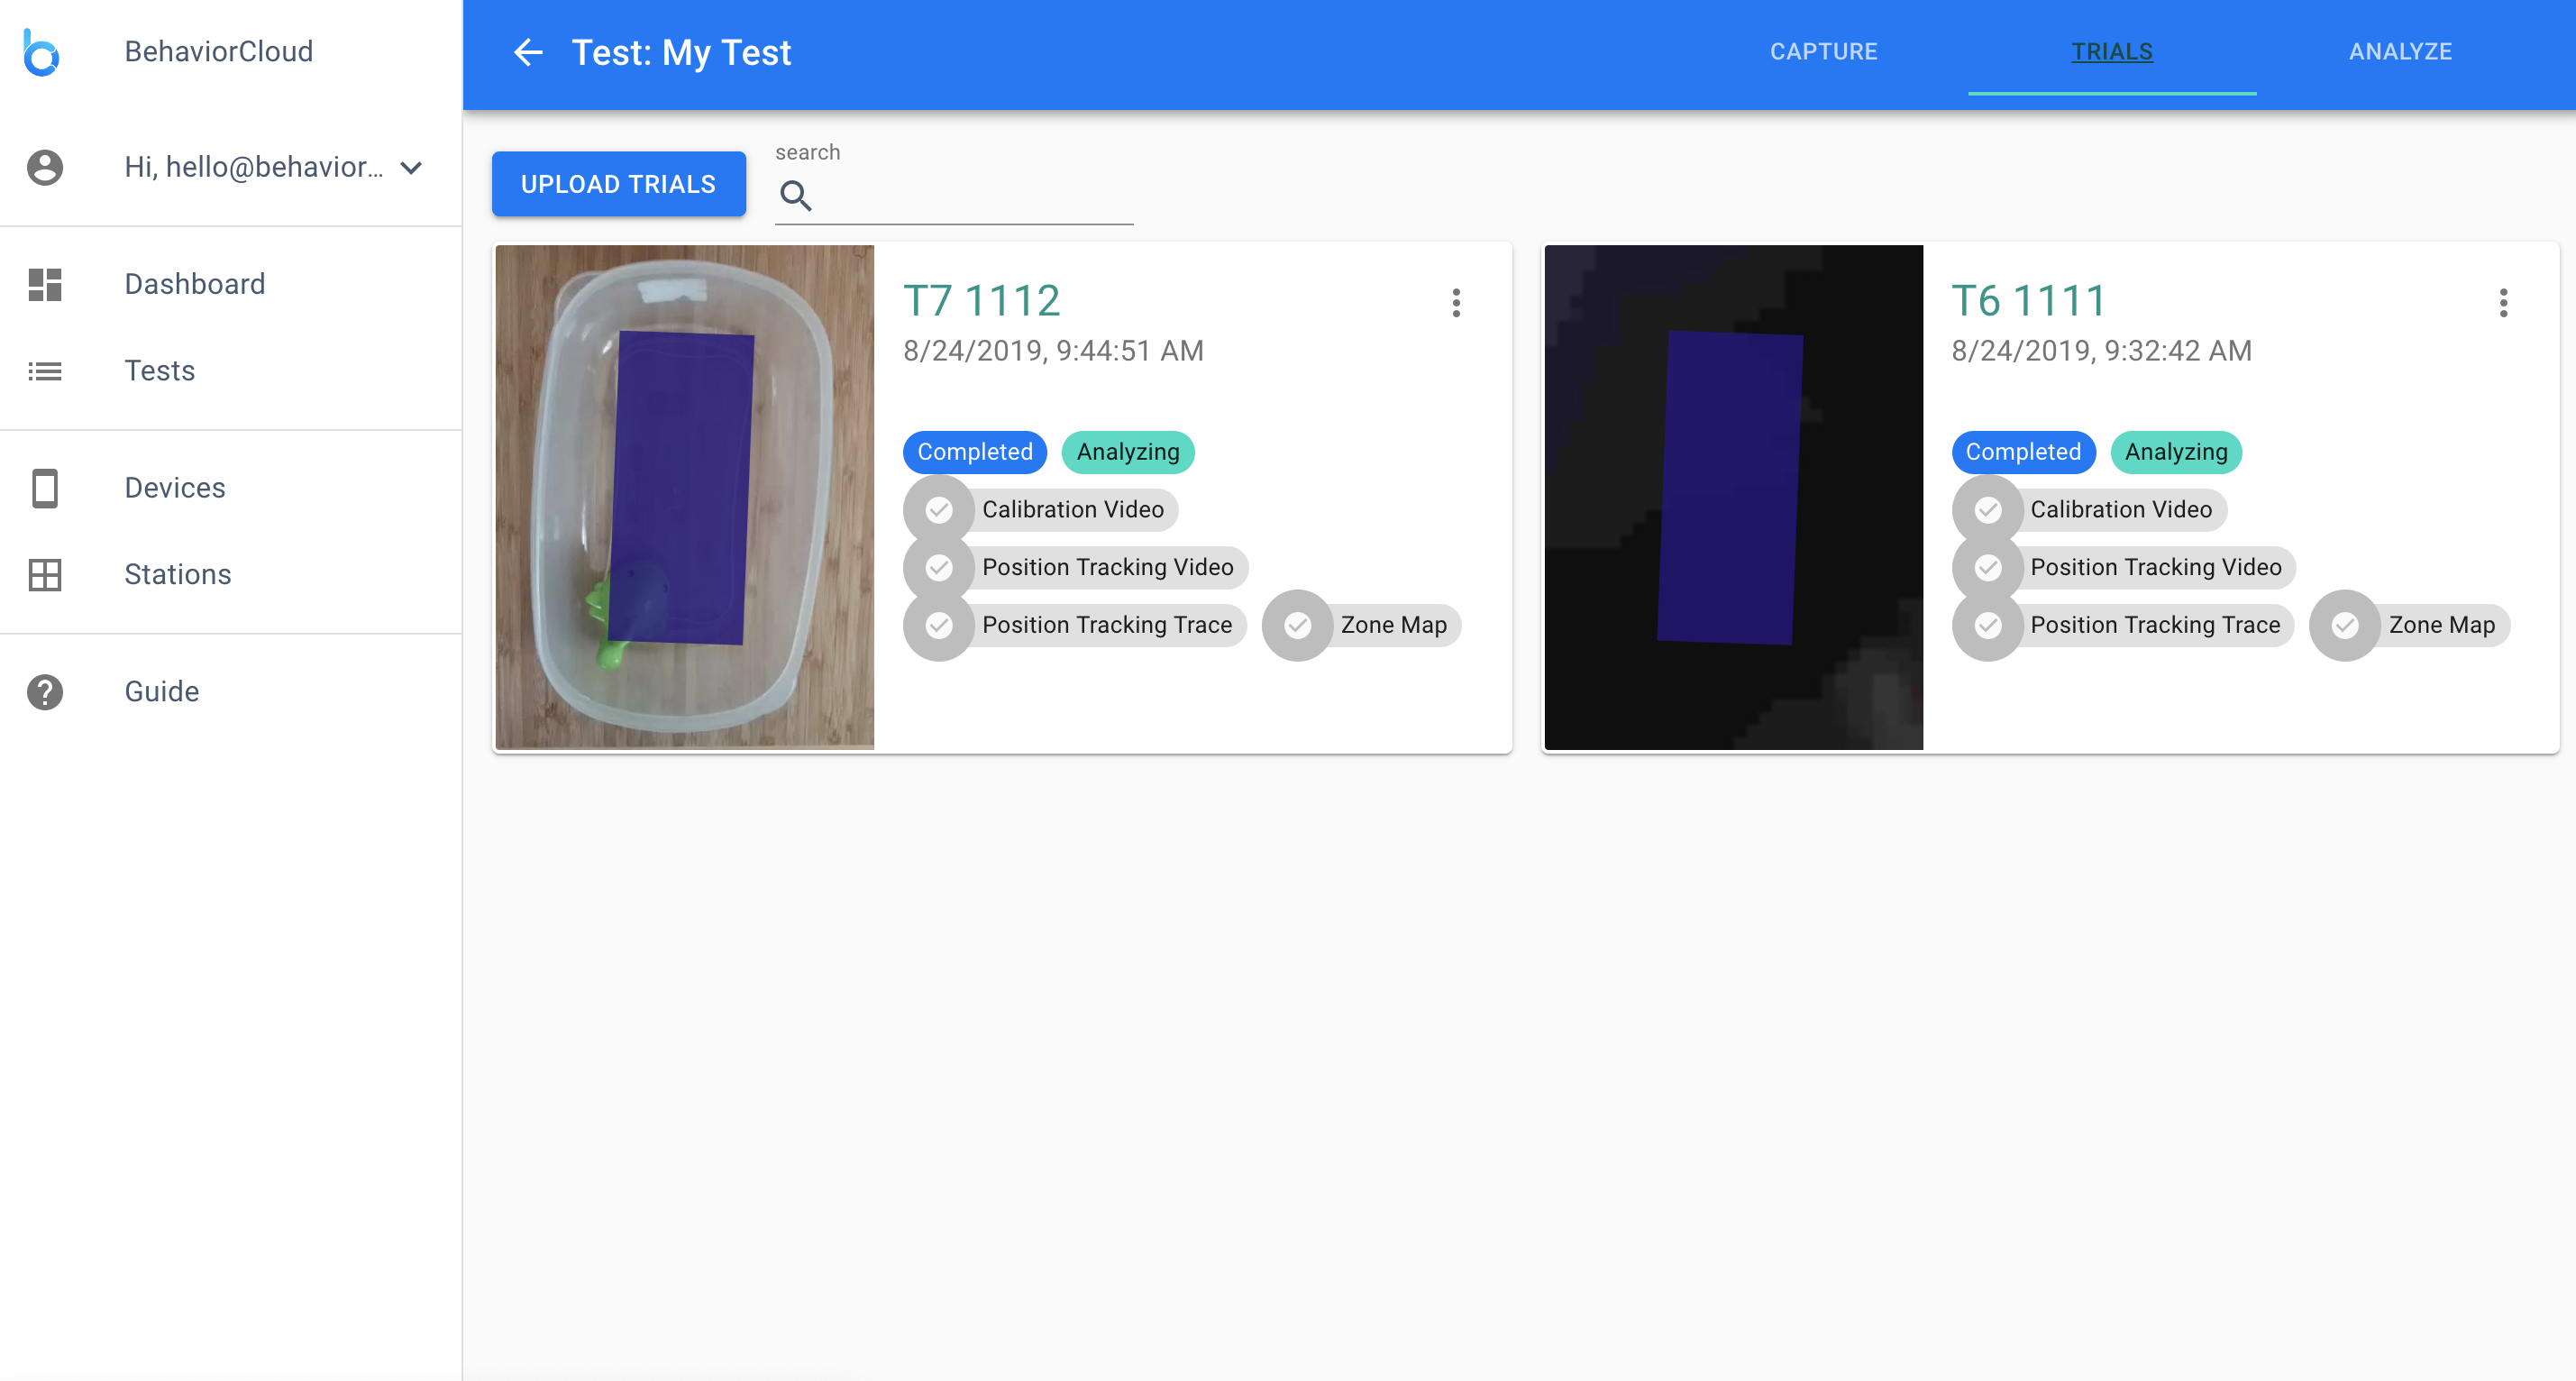 BehaviorCloud
Hi, hello@behavior...
Dashboard
Tests
Devices
Stations
Guide
Test: My Test
CAPTURE TRIALS ANALYZE
UPLOAD TRIALS
search
T7 1112
8/24/2019, 9:44:51 AM
Completed Analyzing
Calibration Video
Position Tracking Video
Position Tracking Trace Zone Map
T6 1111
8/24/2019, 9:32:42 AM
Completed Analyzing
Calibration Video
Position Tracking Video
Position Tracking Trace Zone Map